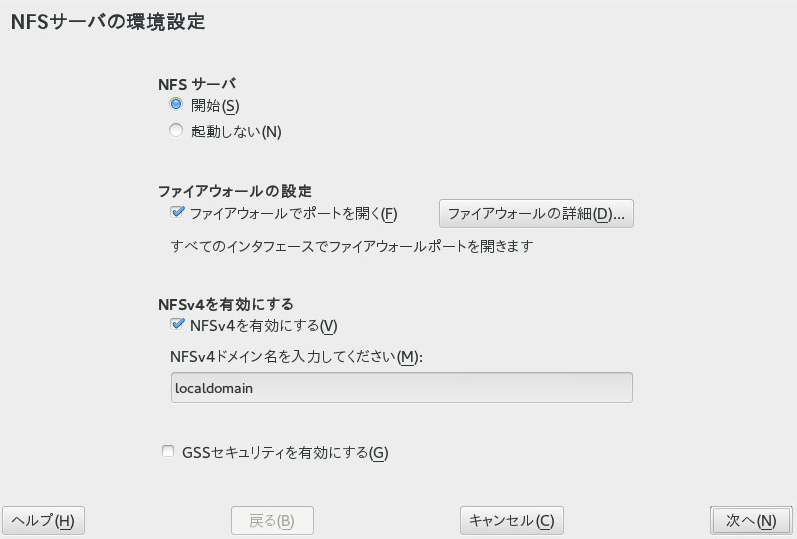 NFSサーバの環境設定
NFS サーバ
開始(S)
起動しない(N)
ファイアウォールの設定
ファイアウォールでポートを開く(F)
ファイアウォールの詳細(D)...
すべてのインタフェースでファイアウォールポートを開きます
NFSv4を有効にする
NFSv4を有効にする(V)
NFSv4ドメイン名を入力してください(M):
localdomain
GSSセキュリティを有効にする(G)
ヘルプ(H)
戻る(B)
キャンセル(C)
次へ(N)